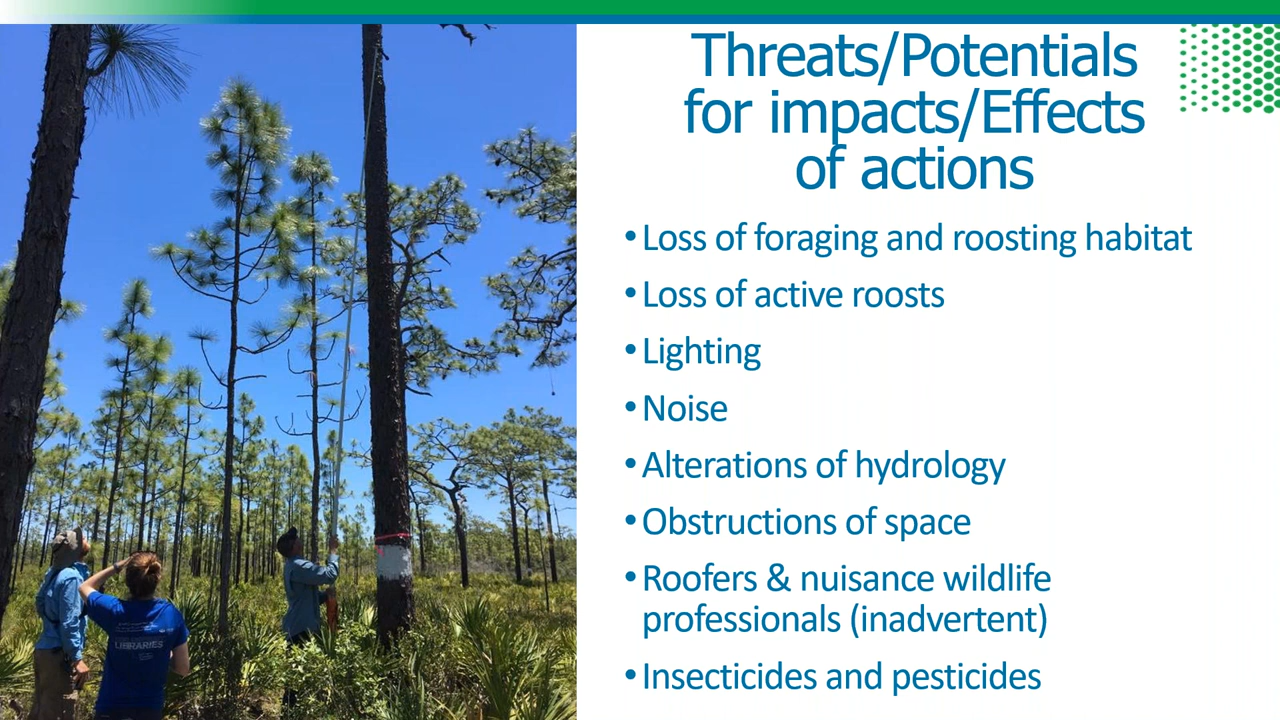 Threats/Potentials
for impacts/Effects
of actions
•Loss of foraging and roosting habitat
•Loss of active roosts
•Lighting
•Noise
•Alterations of hydrology
•Obstructions of space
•Roofers & nuisance wildlife
professionals (inadvertent)
•Insecticides and pesticides
LIBRARIES